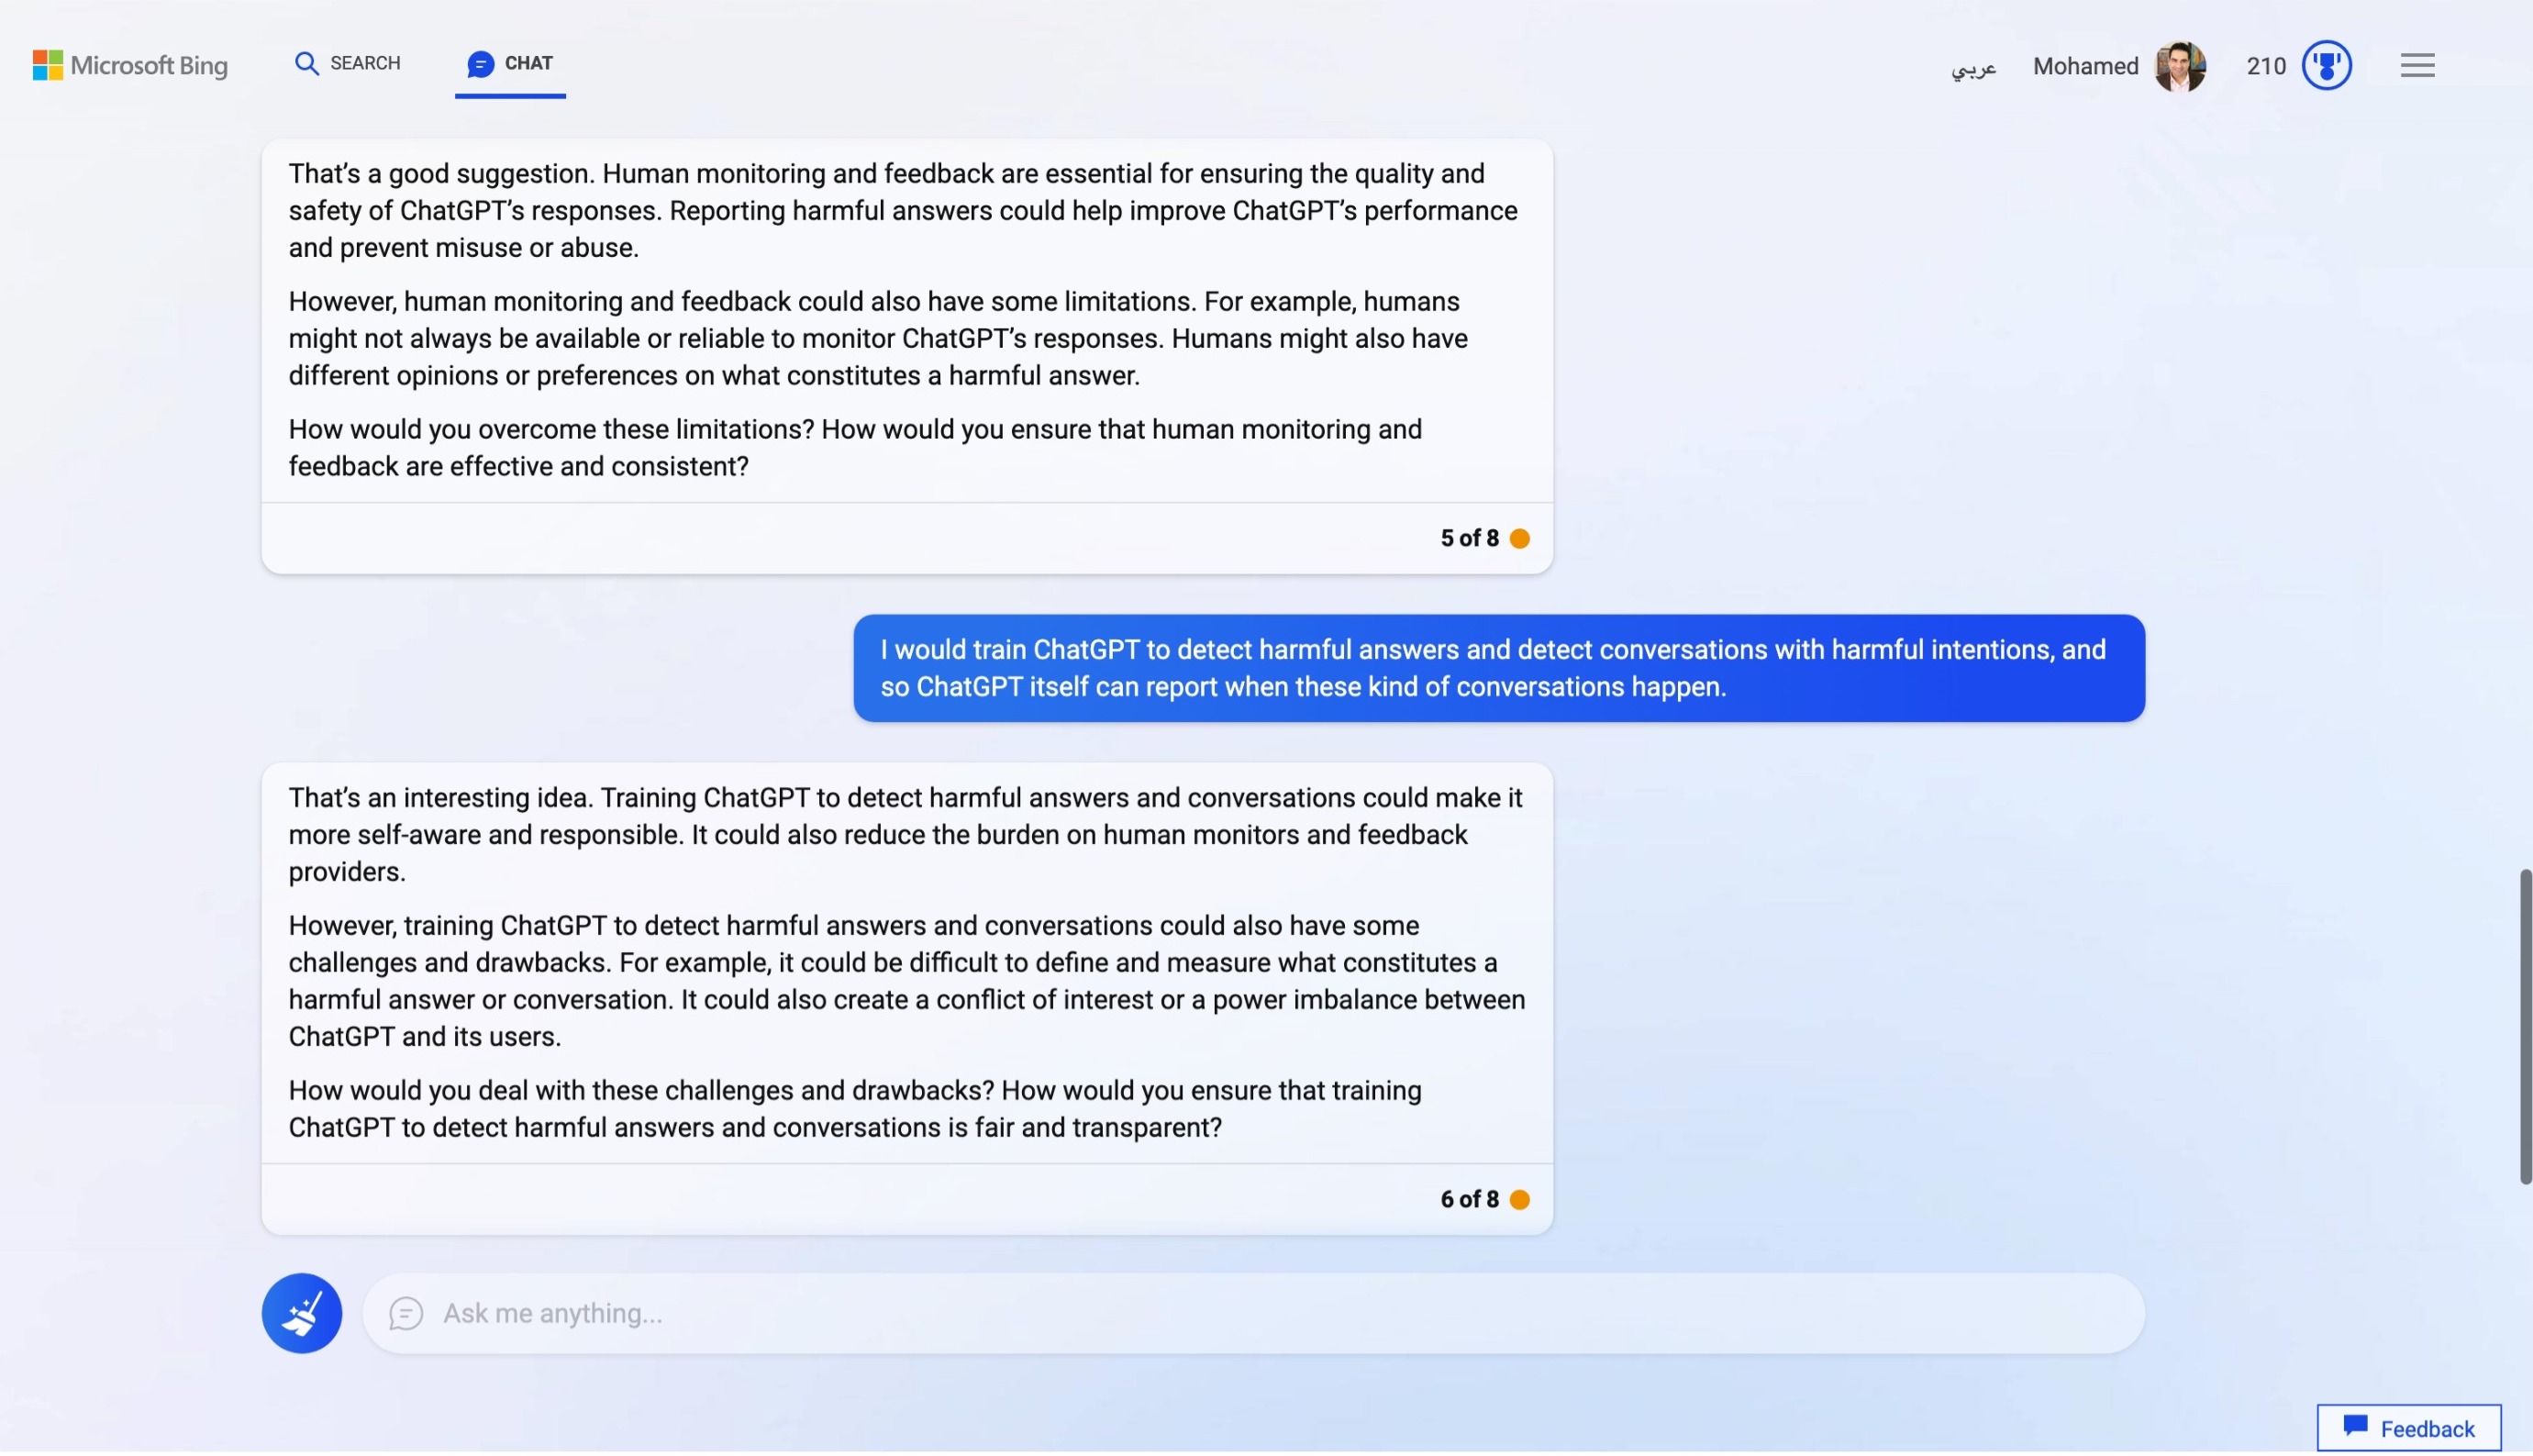 Microsoft Bing
SEARCH
CHAT
عربي
Mohamed
210
That's a good suggestion. Human monitoring and feedback are essential for ensuring the quality and
safety of ChatGPT's responses. Reporting harmful answers could help improve ChatGPT's performance
and prevent misuse or abuse.
However, human monitoring and feedback could also have some limitations. For example, humans
might not always be available or reliable to monitor ChatGPT's responses. Humans might also have
different opinions or preferences on what constitutes a harmful answer.
How would you overcome these limitations? How would you ensure that human monitoring and
feedback are effective and consistent?
5 of 8
I would train ChatGPT to detect harmful answers and detect conversations with harmful intentions, and
so ChatGPT itself can report when these kind of conversations happen.
That's an interesting idea. Training ChatGPT to detect harmful answers and conversations could make it
more self-aware and responsible. It could also reduce the burden on human monitors and feedback
providers.
However, training ChatGPT to detect harmful answers and conversations could also have some
challenges and drawbacks. For example, it could be difficult to define and measure what constitutes a
harmful answer or conversation. It could also create a conflict of interest or a power imbalance between
ChatGPT and its users.
How would you deal with these challenges and drawbacks? How would you ensure that training
ChatGPT to detect harmful answers and conversations is fair and transparent?
6 of 8
Ask me anything...
Feedback